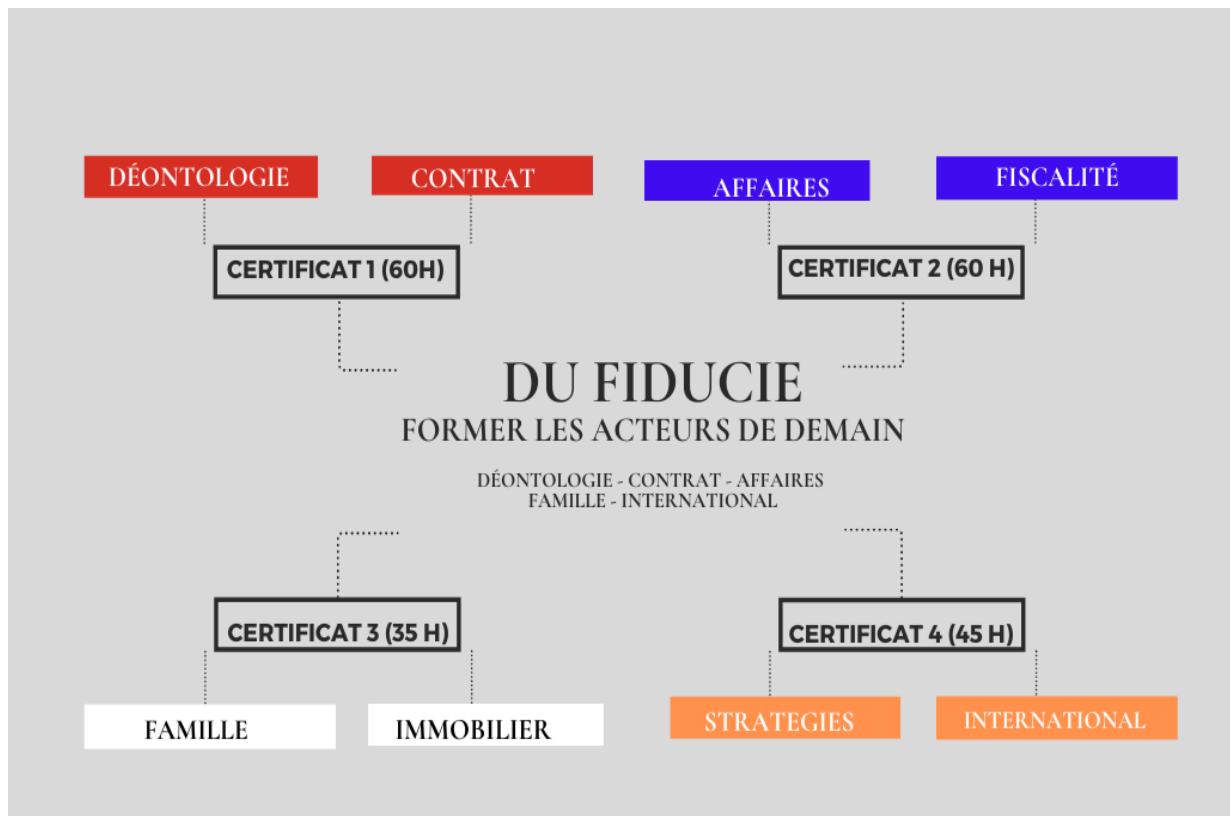 DÉONTOLOGIE
CONTRAT
AFFAIRES
FISCALITÉ
CERTIFICAT 1 (60H)
CERTIFICAT 2 (60 H)
DU FIDUCIE
FORMER LES ACTEURS DE DEMAIN
DÉONTOLOGIE - CONTRAT - AFFAIRES
FAMILLE - INTERNATIONAL
CERTIFICAT 3 (35 H)
CERTIFICAT 4 (45 H)
FAMILLE
IMMOBILIER
STRATEGIES
INTERNATIONAL